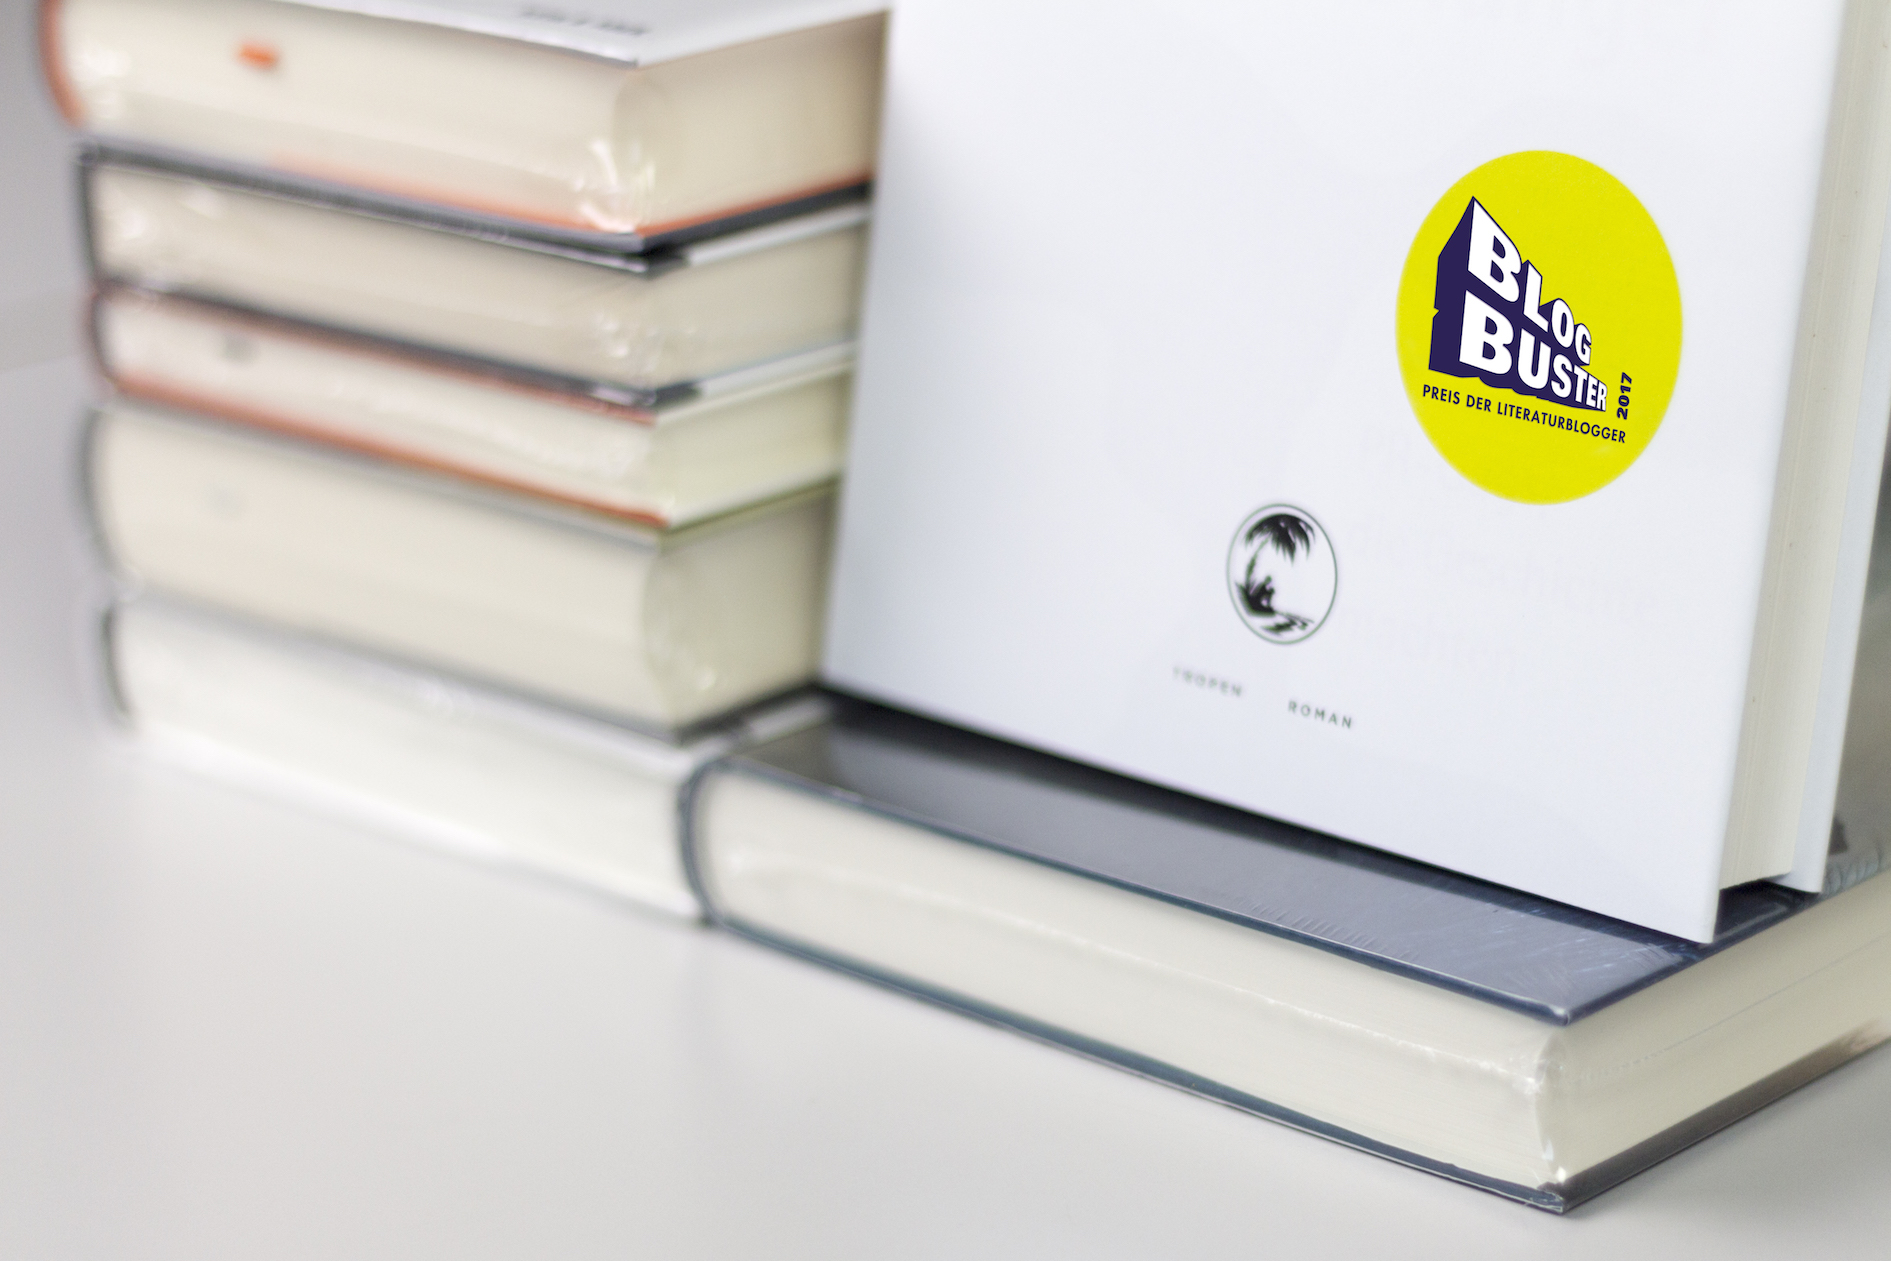 BLOG
BUSTER
2017
PREIS DER LITERATURBLOGGER
TROPEN
ROMAN